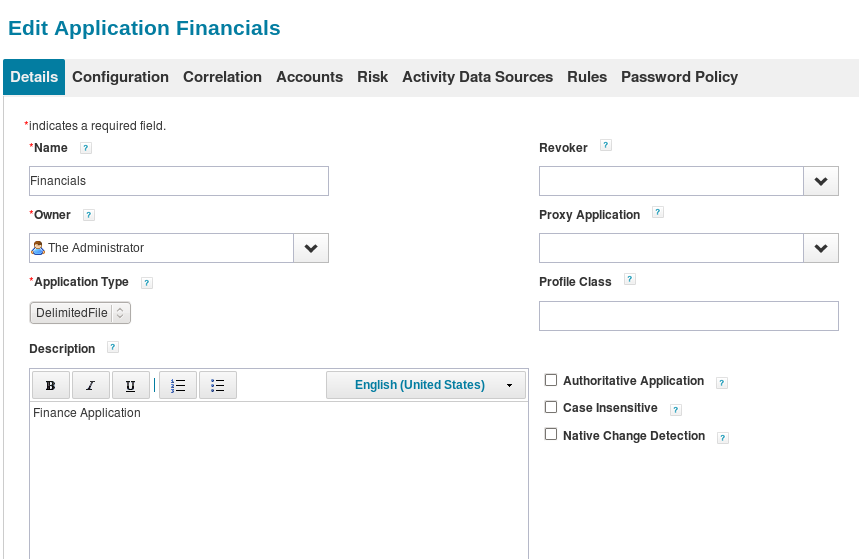 Edit Application Financials
Details Configuration Correlation Accounts Risk Activity Data Sources Rules Password Policy
*indicates a required field.
*Name ?
Financials
*Owner ?
The Administrator
*Application Type ?
DelimitedFile
Description ?
B I U English (United States)
Finance Application
Revoker ?
Proxy Application ?
Profile Class ?
Authoritative Application ?
Case Insensitive ?
Native Change Detection ?